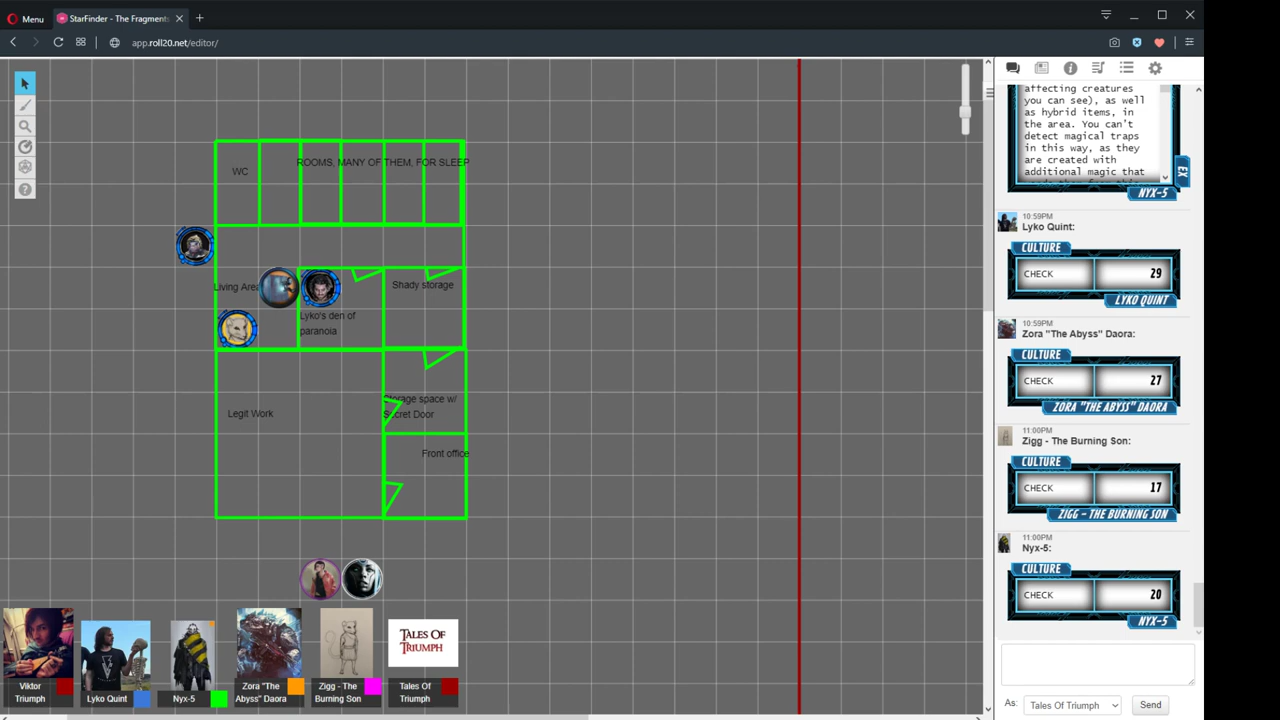 Menu
StarFinder - The Fragments
app.roll20.net/editor/
WC
ROOMS, MANY OF THEM, FOR SLEEP
Living Area
Shady storage
Lyko's den of
paranoia
Legit Work
Storage space w/
Secret Door
Front office
Viktor
Triumph
Lyko Quint
Nyx-5
Zora "The
Abyss" Daora
Zigg - The
Burning Son
TALES OF
TRIUMPH
Tales Of
Triumph
affecting creatures
you can see), as well
as hybrid items, in
the area. You can't
detect magical traps
in this way, as they
are created with
additional magic that
EX
NYX-5
10:59PM
Lyko Quint:
CULTURE
CHECK 29
LYKO QUINT
10:59PM
Zora "The Abyss" Daora:
CULTURE
CHECK 27
ZORA "THE ABYSS" DAORA
11:00PM
Zigg - The Burning Son:
CULTURE
CHECK 17
ZIGG - THE BURNING SON
11:00PM
Nyx-5:
CULTURE
CHECK 20
NYX-5
As: Tales Of Triumph Send